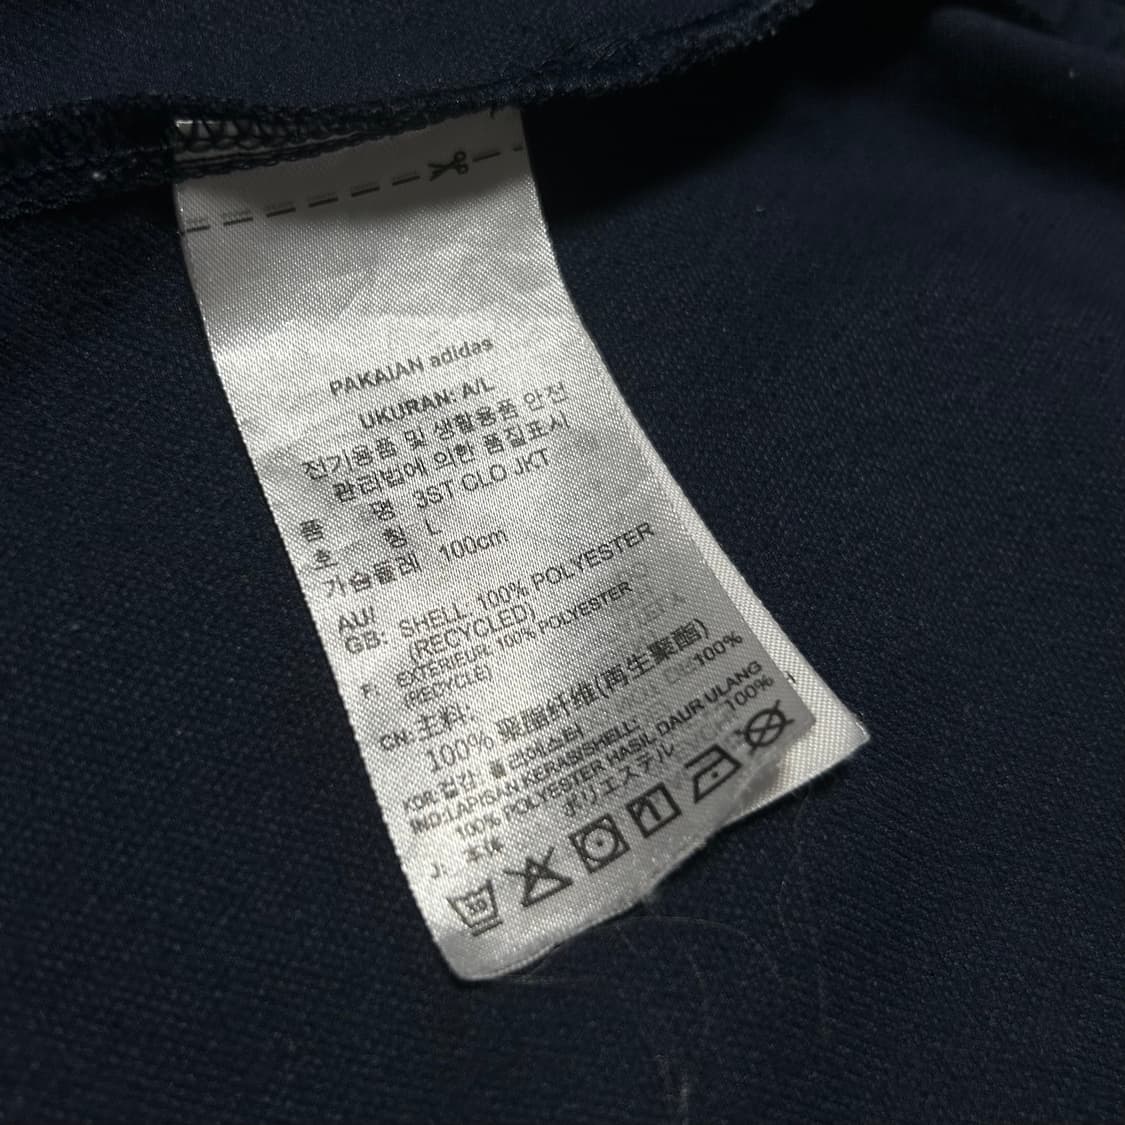 PAKAIAN adidas
UKURAN: A/L
전기용품 및 생활용품 안전
관리법에 의한 품질표시
품 명 3ST CLO JKT
호 칭 L
가슴둘레 100cm
AU/
GB: SHELL: 100% POLYESTER
(RECYCLED)
F: EXTERIEUR: 100% POLYESTER
(RECYCLE)
CN: 主料:
100% 聚酯纤维(再生聚酯)
KOR: 겉감: 폴리에스터 100%
IND: LAPISAN KERAS/SHELL:
100% POLYESTER HASIL DAUR ULANG
J: 本体 ポリエステル 100%
30